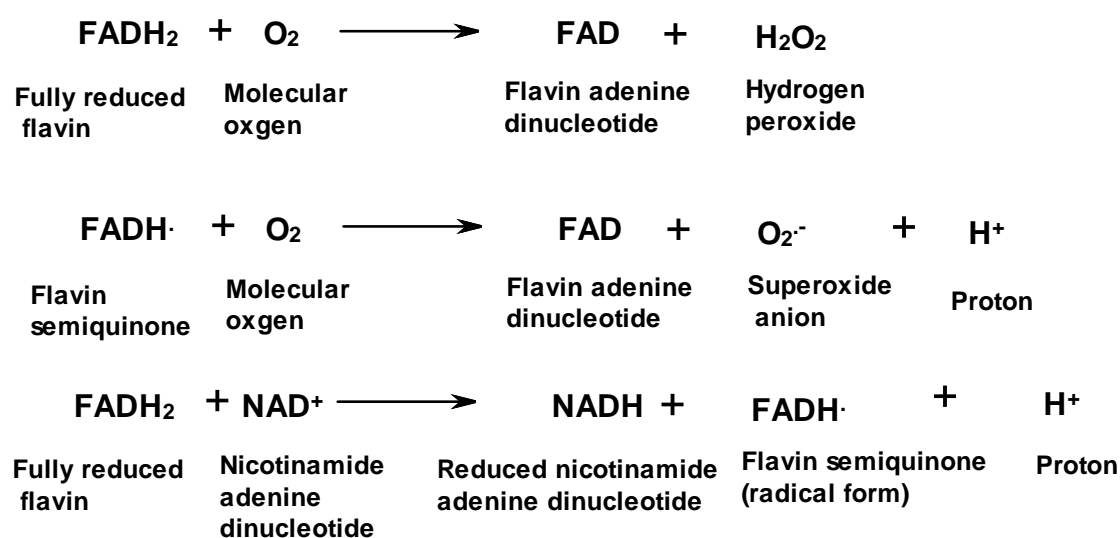 FADH₂ + O₂ FAD + H₂O₂
Fully reduced Molecular Flavin adenine Hydrogen
flavin oxgen dinucleotide peroxide
FADH· + O₂ FAD + O₂·⁻ + H⁺
Flavin Molecular Flavin adenine Superoxide Proton
semiquinone oxgen dinucleotide anion
FADH₂ + NAD⁺ NADH + FADH· + H⁺
Fully reduced Nicotinamide Reduced nicotinamide Flavin semiquinone Proton
flavin adenine adenine dinucleotide (radical form)
dinucleotide